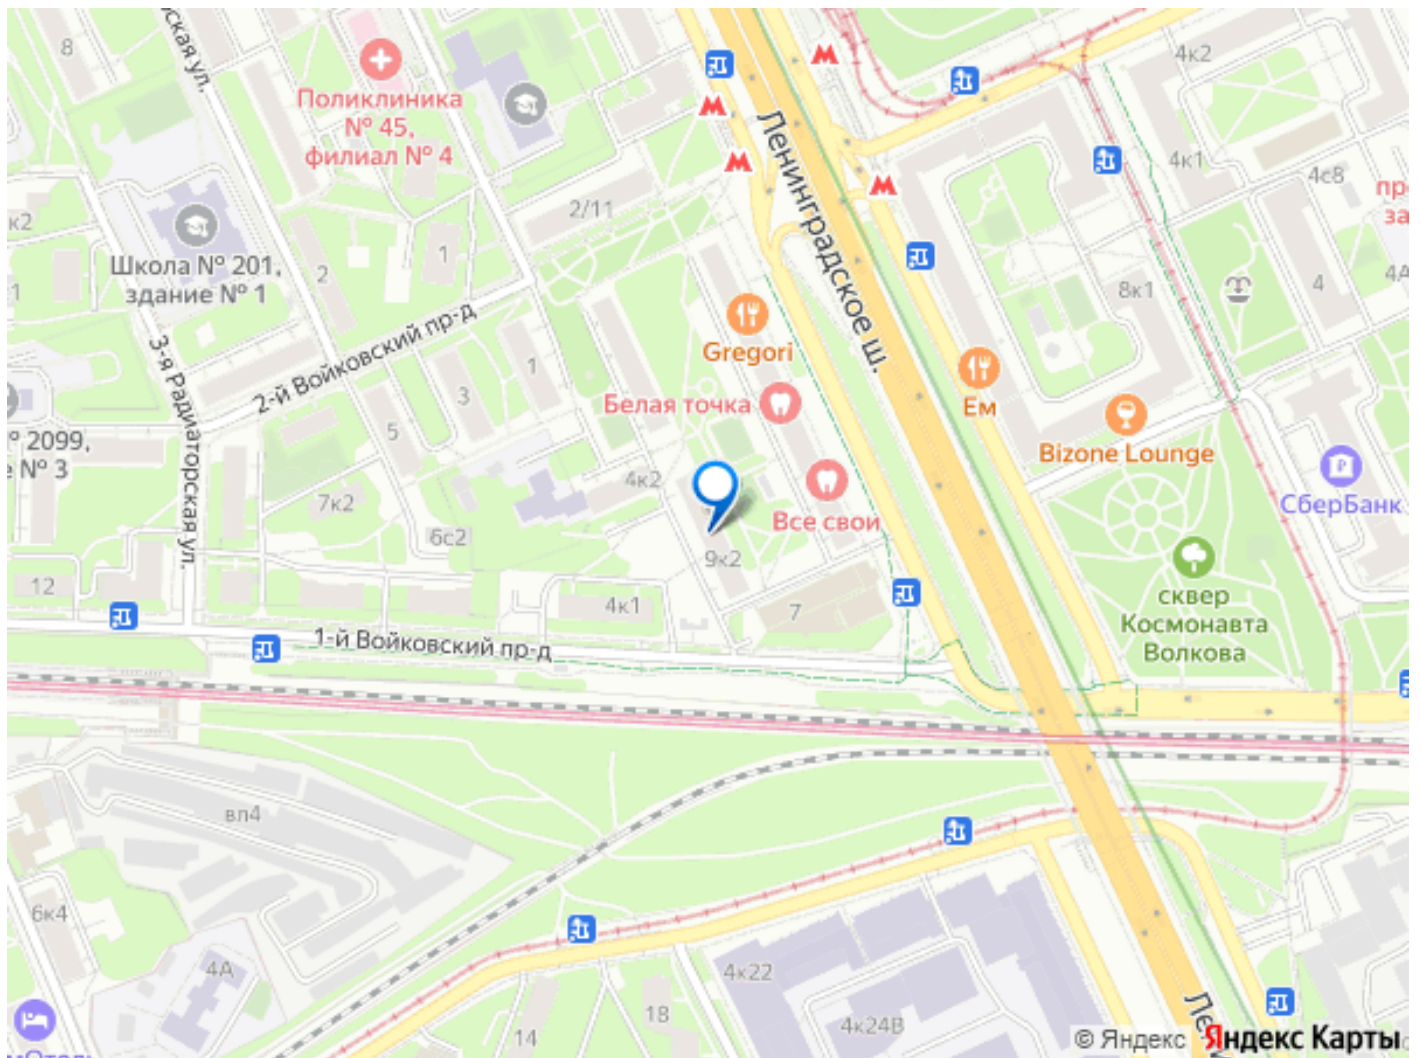 8
4к2
Поликлиника
№ 45,
филиал № 4
4к1
4с8
к2
2/11
Ленинградское ш.
Школа № 201,
здание № 1
2
1
8к1
4
4А
1
2-й Войковский пр-д
3-я Радиаторская ул.
Gregori
1
3
Ем
Белая точка
5
Bizone Lounge
2099,
№ 3
4к2
7к2
Все свои
СберБанк
6с2
9к2
12
4к1
7
сквер
Космонавта
Волкова
1-й Войковский пр-д
вл4
6к4
4А
4к22
18
14
4к24В
© Яндекс Яндекс Карты